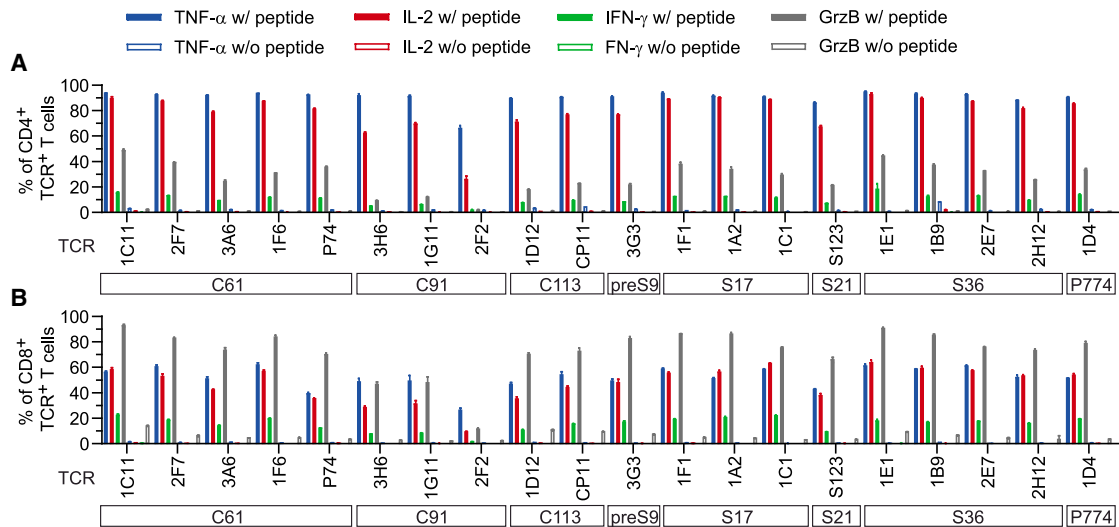 TNF-α w/ peptide IL-2 w/ peptide IFN-γ w/ peptide GrzB w/ peptide
TNF-α w/o peptide IL-2 w/o peptide FN-γ w/o peptide GrzB w/o peptide
A
% of CD4+ TCR+ T cells
100
80
60
40
20
0
TCR 1C11 2F7 3A6 1F6 P74 3H6 1G11 2F2 1D12 CP11 3G3 1F1 1A2 1C1 S123 1E1 1B9 2E7 2H12 1D4
C61 C91 C113 preS9 S17 S21 S36 P774
B
% of CD8+ TCR+ T cells
100
80
60
40
20
0
TCR 1C11 2F7 3A6 1F6 P74 3H6 1G11 2F2 1D12 CP11 3G3 1F1 1A2 1C1 S123 1E1 1B9 2E7 2H12 1D4
C61 C91 C113 preS9 S17 S21 S36 P774